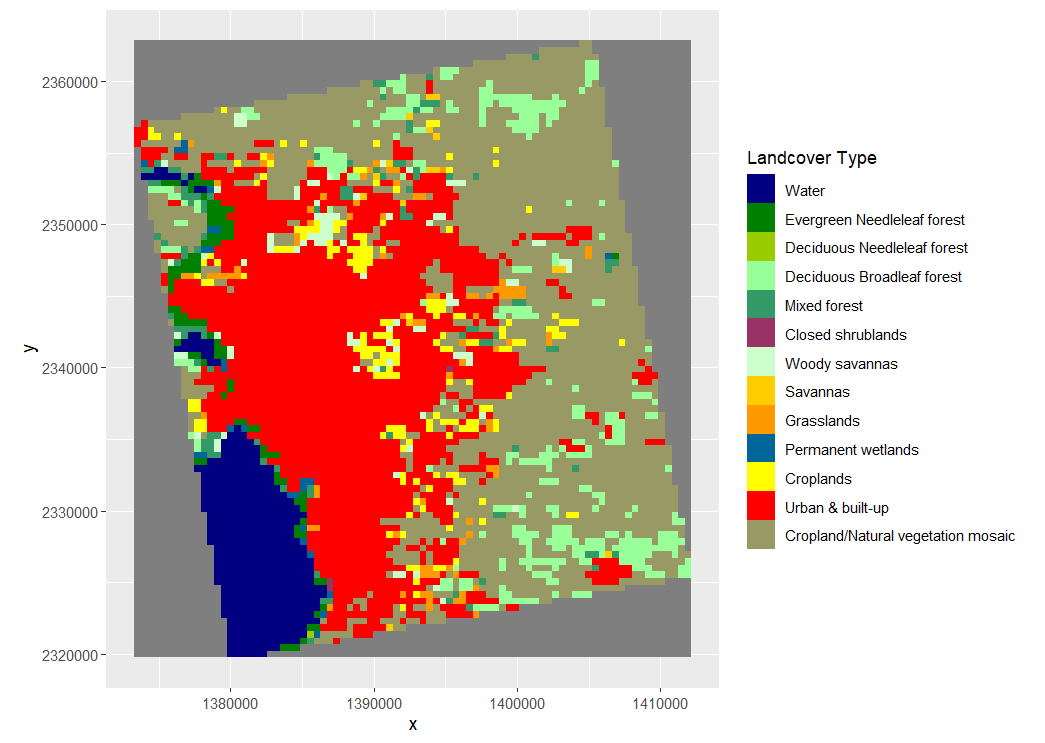 2360000
2350000
2340000
2330000
2320000
y
1380000
1390000
1400000
1410000
x
Landcover Type
Water
Evergreen Needleleaf forest
Deciduous Needleleaf forest
Deciduous Broadleaf forest
Mixed forest
Closed shrublands
Woody savannas
Savannas
Grasslands
Permanent wetlands
Croplands
Urban & built-up
Cropland/Natural vegetation mosaic